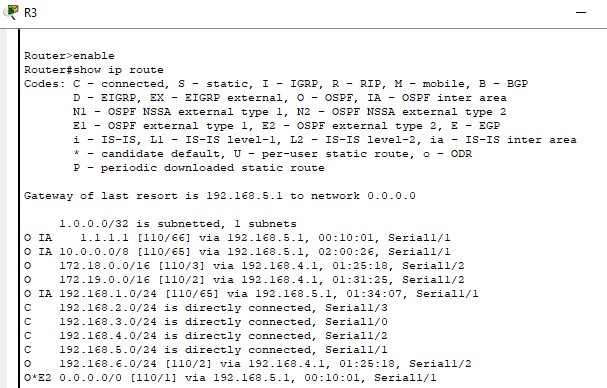 R3
Router>enable
Router#show ip route
Codes: C - connected, S - static, I - IGRP, R - RIP, M - mobile, B - BGP
       D - EIGRP, EX - EIGRP external, O - OSPF, IA - OSPF inter area
       N1 - OSPF NSSA external type 1, N2 - OSPF NSSA external type 2
       E1 - OSPF external type 1, E2 - OSPF external type 2, E - EGP
       i - IS-IS, L1 - IS-IS level-1, L2 - IS-IS level-2, ia - IS-IS inter area
       * - candidate default, U - per-user static route, o - ODR
       P - periodic downloaded static route
Gateway of last resort is 192.168.5.1 to network 0.0.0.0
     1.0.0.0/32 is subnetted, 1 subnets
O IA    1.1.1.1 [110/66] via 192.168.5.1, 00:10:01, Serial1/1
O IA 10.0.0.0/8 [110/65] via 192.168.5.1, 02:00:26, Serial1/1
O    172.18.0.0/16 [110/3] via 192.168.4.1, 01:25:18, Serial1/2
O    172.19.0.0/16 [110/2] via 192.168.4.1, 01:31:25, Serial1/2
O IA 192.168.1.0/24 [110/65] via 192.168.5.1, 01:34:07, Serial1/1
C    192.168.2.0/24 is directly connected, Serial1/3
C    192.168.3.0/24 is directly connected, Serial1/0
C    192.168.4.0/24 is directly connected, Serial1/2
C    192.168.5.0/24 is directly connected, Serial1/1
O    192.168.6.0/24 [110/2] via 192.168.4.1, 01:25:18, Serial1/2
O*E2 0.0.0.0/0 [110/1] via 192.168.5.1, 00:10:01, Serial1/1